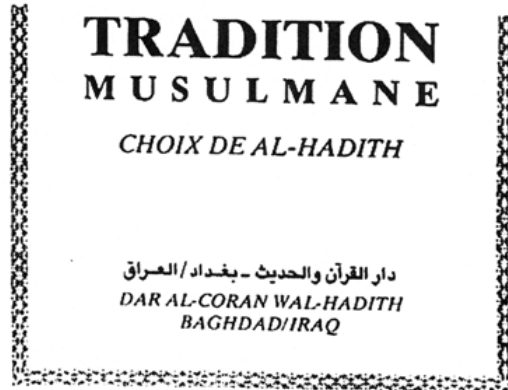 TRADITION
MUSULMANE
CHOIX DE AL-HADITH
دار القرآن والحديث ـ بغداد/العراق
DAR AL-CORAN WAL-HADITH
BAGHDAD/IRAQ